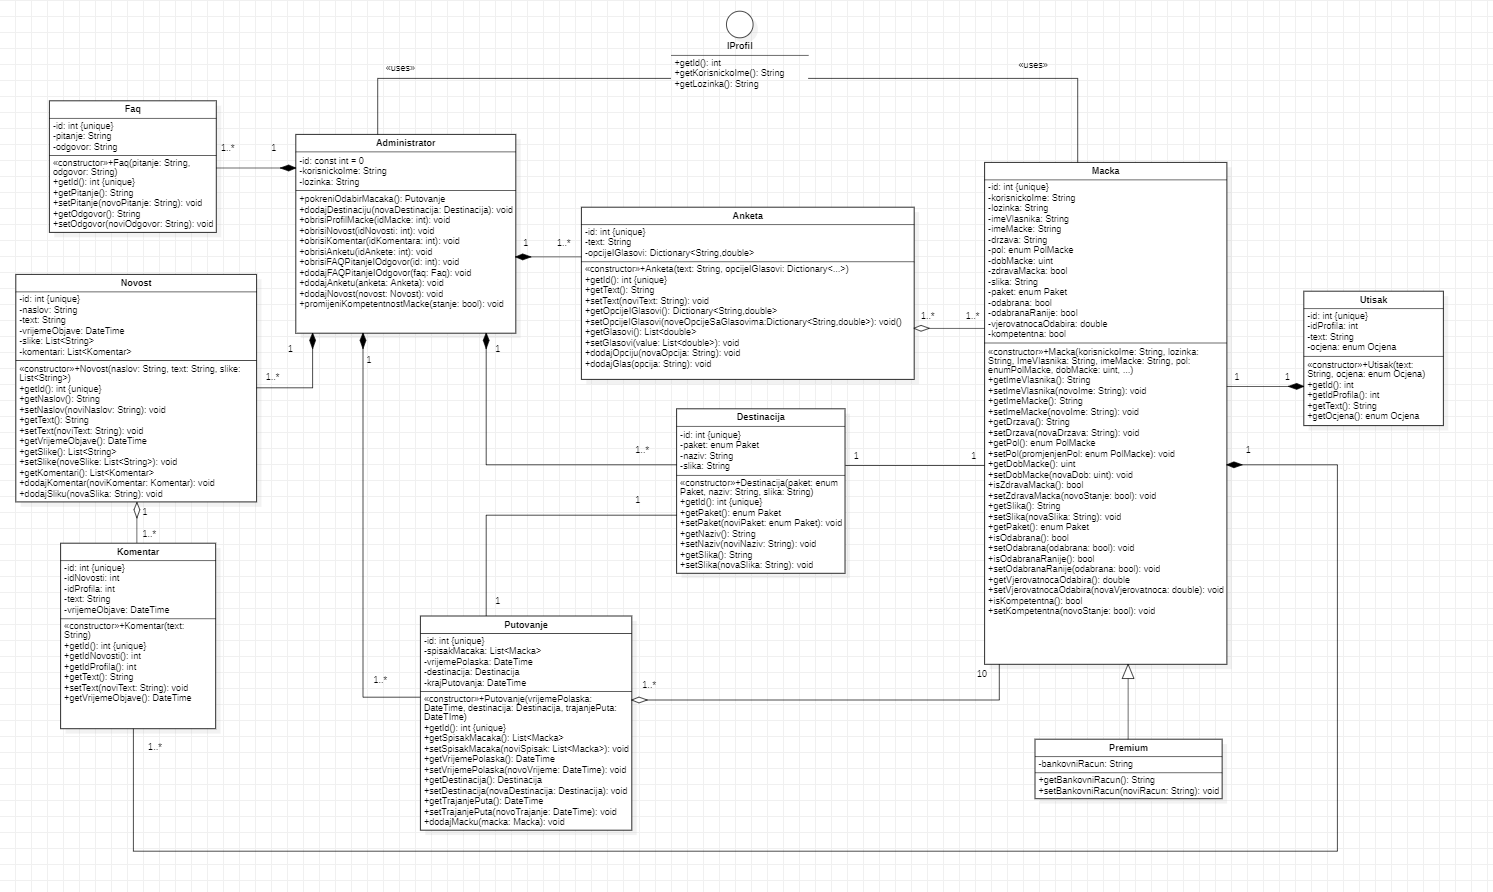 IProfil
+getId(): int
+getKorisnickoIme(): String
+getLozinka(): String
«uses»
«uses»
Faq
-id: int {unique}
-pitanje: String
-odgovor: String
«constructor»+Faq(pitanje: String,
odgovor: String)
+getId(): int {unique}
+getPitanje(): String
+setPitanje(novoPitanje: String): void
+getOdgovor(): String
+setOdgovor(noviOdgovor: String): void
1..*
1
Administrator
-id: const int = 0
-korisnickoIme: String
-lozinka: String
+pokreniOdabirMacaka(): Putovanje
+dodajDestinaciju(novaDestinacija: Destinacija): void
+obrisiProfilMacke(idMacke: int): void
+obrisiNovost(idNovosti: int): void
+obrisiKomentar(idKomentara: int): void
+obrisiAnketu(idAnkete: int): void
+obrisiFAQPitanjeIOdgovor(id: int): void
+dodajFAQPitanjeIOdgovor(faq: Faq): void
+dodajAnketu(anketa: Anketa): void
+dodajNovost(novost: Novost): void
+promijeniKompetentnostMacke(stanje: bool): void
1
1..*
1
1
1
Anketa
-id: int {unique}
-text: String
-opcijeIGlasovi: Dictionary<String,double>
«constructor»+Anketa(text: String, opcijeIGlasovi: Dictionary<...>)
+getId(): int {unique}
+getText(): String
+setText(noviText: String): void
+getOpcijeIGlasovi(): Dictionary<String,double>
+setOpcijeIGlasovi(noveOpcijeSaGlasovima:Dictionary<String,double>): void()
+getGlasovi(): List<double>
+setGlasovi(value: List<double>): void
+dodajOpciju(novaOpcija: String): void
+dodajGlas(opcija: String): void
1..*
1..*
Macka
-id: int {unique}
-korisnickoIme: String
-lozinka: String
-imeVlasnika: String
-imeMacke: String
-drzava: String
-pol: enum PolMacke
-dobMacke: uint
-zdravaMacka: bool
-slika: String
-paket: enum Paket
-odabrana: bool
-odabranaRanije: bool
-vjerovatnocaOdabira: double
-kompetentna: bool
«constructor»+Macka(korisnickoIme: String, lozinka:
String, ImeVlasnika: String, imeMacke: String, pol:
enumPolMacke, dobMacke: uint, ...)
+getImeVlasnika(): String
+setImeVlasnika(novoIme: String): void
+getImeMacke(): String
+setImeMacke(novoIme: String): void
+getDrzava(): String
+setDrzava(novaDrzava: String): void
+getPol(): enum PolMacke
+setPol(promjenjenPol: enum PolMacke): void
+getDobMacke(): uint
+setDobMacke(novaDob: uint): void
+isZdravaMacka(): bool
+setZdravaMacka(novoStanje: bool): void
+getSlika(): String
+setSlika(novaSlika: String): void
+getPaket(): enum Paket
+isOdabrana(): bool
+setOdabrana(odabrana: bool): void
+isOdabranaRanije(): bool
+setOdabranaRanije(odabrana: bool): void
+getVjerovatnocaOdabira(): double
+setVjerovatnocaOdabira(novaVjerovatnoca: double): void
+isKompetentna(): bool
+setKompetentna(novoStanje: bool): void
1
1
Utisak
-id: int {unique}
-idProfila: int
-text: String
-ocjena: enum Ocjena
«constructor»+Utisak(text:
String, ocjena: enum Ocjena)
+getId(): int
+getIdProfila(): int
+getText(): String
+getOcjena(): enum Ocjena
1
Novost
-id: int {unique}
-naslov: String
-text: String
-vrijemeObjave: DateTime
-slike: List<String>
-komentari: List<Komentar>
«constructor»+Novost(naslov: String, text: String, slike:
List<String>)
+getId(): int {unique}
+getNaslov(): String
+setNaslov(noviNaslov: String): void
+getText(): String
+setText(noviText: String): void
+getVrijemeObjave(): DateTime
+getSlike(): List<String>
+setSlike(noveSlike: List<String>): void
+getKomentari(): List<Komentar>
+dodajKomentar(noviKomentar: Komentar): void
+dodajSliku(novaSlika: String): void
1..*
1
1..*
Komentar
-id: int {unique}
-idNovosti: int
-idProfila: int
-text: String
-vrijemeObjave: DateTime
«constructor»+Komentar(text:
String)
+getId(): int {unique}
+getIdNovosti(): int
+getIdProfila(): int
+getText(): String
+setText(noviText: String): void
+getVrijemeObjave(): DateTime
1..*
Destinacija
-id: int {unique}
-paket: enum Paket
-naziv: String
-slika: String
«constructor»+Destinacija(paket: enum
Paket, naziv: String, slika: String)
+getId(): int {unique}
+getPaket(): enum Paket
+setPaket(noviPaket: enum Paket): void
+getNaziv(): String
+setNaziv(noviNaziv: String): void
+getSlika(): String
+setSlika(novaSlika: String): void
1..*
1
1
1
1
1..*
Putovanje
-id: int {unique}
-spisakMacaka: List<Macka>
-vrijemePolaska: DateTime
-destinacija: Destinacija
-krajPutovanja: DateTime
«constructor»+Putovanje(vrijemePolaska:
DateTime, destinacija: Destinacija, trajanjePuta:
DateTIme)
+getId(): int {unique}
+getSpisakMacaka(): List<Macka>
+setSpisakMacaka(noviSpisak: List<Macka>): void
+getVrijemePolaska(): DateTime
+setVrijemePolaska(novoVrijeme: DateTime): void
+getDestinacija(): Destinacija
+setDestinacija(novaDestinacija: Destinacija): void
+getTrajanjePuta(): DateTime
+setTrajanjePuta(novoTrajanje: DateTime): void
+dodajMacku(macka: Macka): void
1..*
10
Premium
-bankovniRacun: String
+getBankovniRacun(): String
+setBankovniRacun(noviRacun: String): void